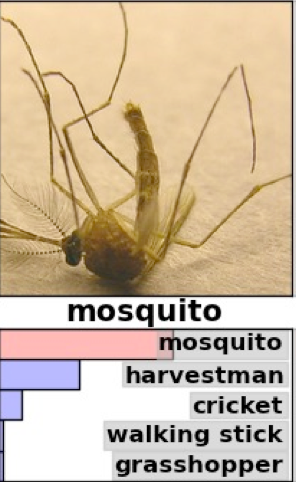 mosquito
mosquito
harvestman
cricket
walking stick
grasshopper